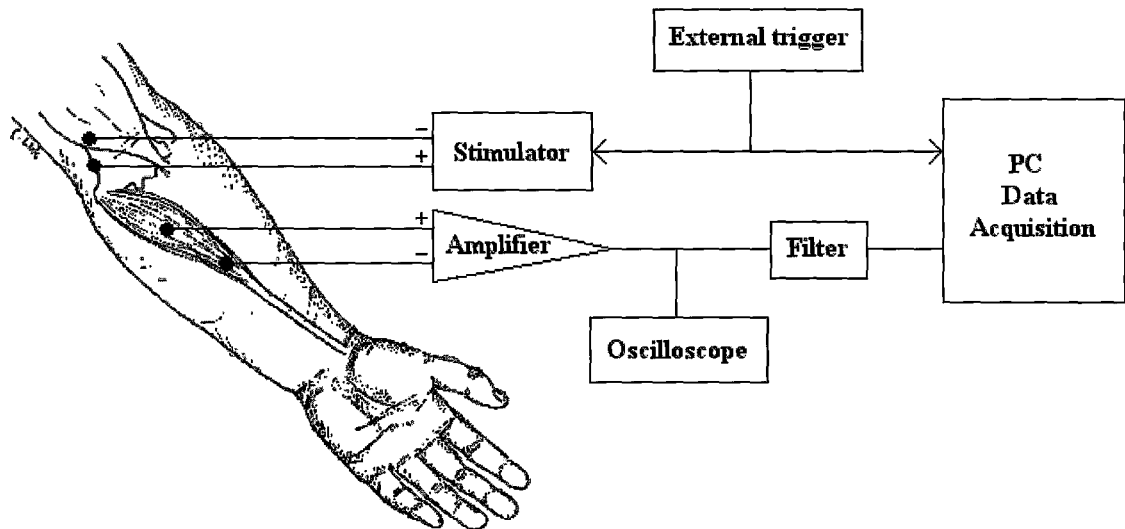 External trigger
−
Stimulator
+
PC
Data
Acquisition
+
Amplifier
−
Filter
Oscilloscope